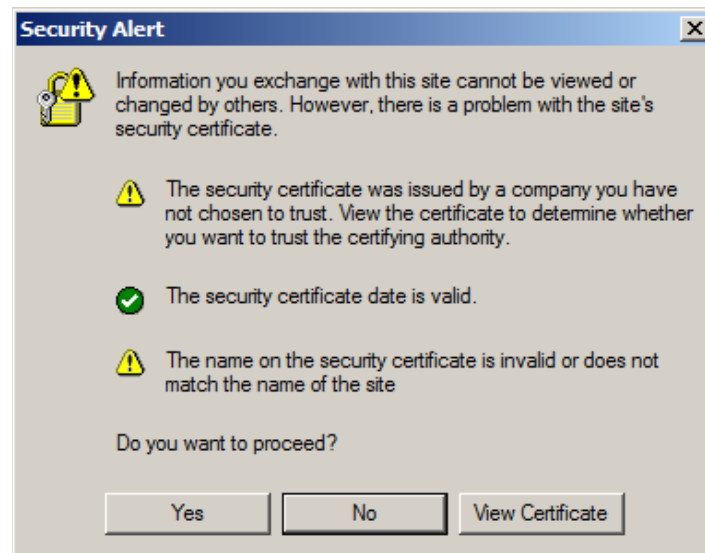 Security Alert
Information you exchange with this site cannot be viewed or
changed by others. However, there is a problem with the site's
security certificate.
The security certificate was issued by a company you have
not chosen to trust. View the certificate to determine whether
you want to trust the certifying authority.
The security certificate date is valid.
The name on the security certificate is invalid or does not
match the name of the site
Do you want to proceed?
Yes No View Certificate